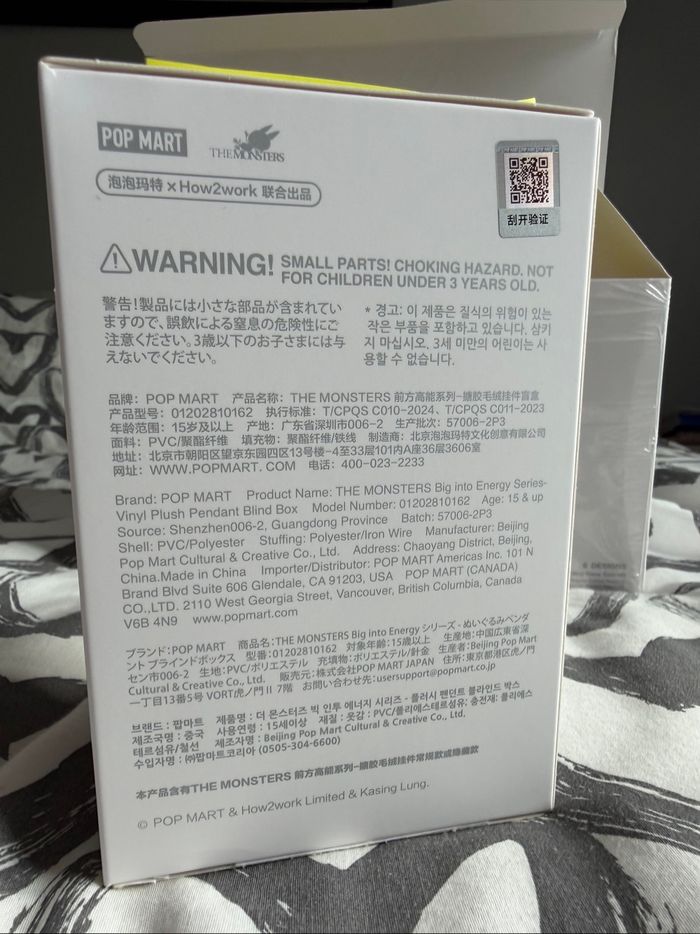 POP MART
THE MONSTERS
泡泡玛特 × How2work 联合出品
刮开验证
WARNING! SMALL PARTS! CHOKING HAZARD. NOT
FOR CHILDREN UNDER 3 YEARS OLD.
警告!製品には小さな部品が含まれてい
ますので、誤飲による窒息の危険性にご
注意ください。3歳以下のお子さまには与
えないでください。
* 경고: 이 제품은 질식의 위험이 있는
작은 부품을 포함하고 있습니다. 삼키
지 마십시오. 3세 미만의 어린이는 사
용할 수 없습니다.
品牌: POP MART 产品名称: THE MONSTERS 前方高能系列-搪胶毛绒挂件盲盒
产品型号: 01202810162 执行标准: T/CPQS C010-2024、T/CPQS C011-2023
年龄范围: 15岁及以上 产地: 广东省深圳市006-2 生产批次: 57006-2P3
面料: PVC/聚酯纤维 填充物: 聚酯纤维/铁线 制造商: 北京泡泡玛特文化创意有限公司
地址: 北京市朝阳区望京东园四区13号楼-4至33层101内A座36层3606室
网址: WWW.POPMART.COM 电话: 400-023-2233
Brand: POP MART Product Name: THE MONSTERS Big into Energy Series-
Vinyl Plush Pendant Blind Box Model Number: 01202810162 Age: 15 & up
Source: Shenzhen006-2, Guangdong Province Batch: 57006-2P3
Shell: PVC/Polyester Stuffing: Polyester/Iron Wire Manufacturer: Beijing
Pop Mart Cultural & Creative Co., Ltd. Address: Chaoyang District, Beijing,
China.Made in China Importer/Distributor: POP MART Americas Inc. 101 N
Brand Blvd Suite 606 Glendale, CA 91203, USA POP MART (CANADA)
CO.,LTD. 2110 West Georgia Street, Vancouver, British Columbia, Canada
V6B 4N9 www.popmart.com
ブランド: POP MART 商品名: THE MONSTERS Big into Energy シリーズ - ぬいぐるみペンダ
ント ブラインドボックス 型番: 01202810162 対象年齢: 15歳以上 生産地: 中国広東省深
セン市006-2 生地: PVC/ポリエステル 充填物: ポリエステル/針金 生産者: Beijing Pop Mart
Cultural & Creative Co., Ltd. 販売元: 株式会社POP MART JAPAN 住所: 東京都港区虎ノ門
一丁目13番5号 VORT虎ノ門II 7階 お問い合わせ先: usersupport@popmart.co.jp
브랜드 : 팝마트 제품명 : 더 몬스터즈 빅 인투 에너지 시리즈 - 플러시 펜던트 블라인드 박스
제조국명 : 중국 사용연령 : 15세이상 재질 : 옷감 : PVC/폴리에스테르섬유; 충전재: 폴리에스
테르섬유/철선 제조자명 : Beijing Pop Mart Cultural & Creative Co., Ltd.
수입자명 : ㈜팝마트코리아 (0505-304-6600)
本产品含有THE MONSTERS 前方高能系列-搪胶毛绒挂件常规款或隐藏款
© POP MART & How2work Limited & Kasing Lung.
6 DESIGNS